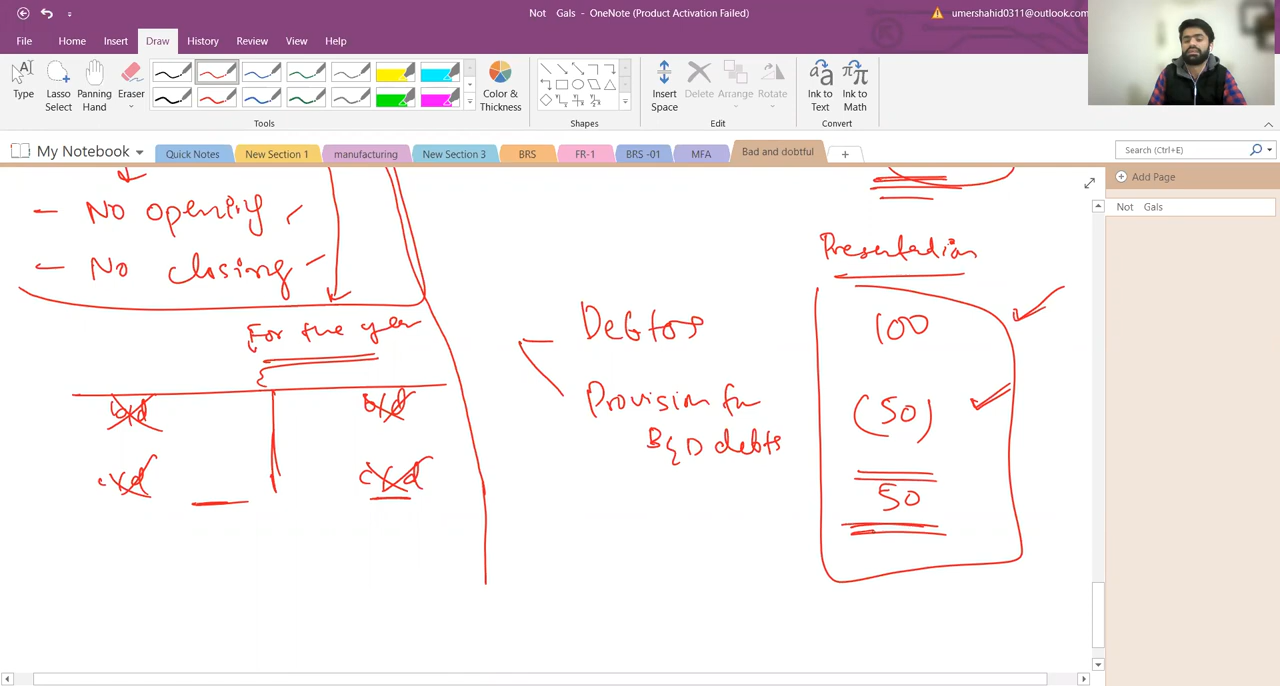 Not Gals - OneNote (Product Activation Failed)
umershahid0311@outlook.com
File Home Insert Draw History Review View Help
Type
Lasso Select
Panning Hand
Eraser
Color & Thickness
Insert Space
Delete
Arrange
Rotate
Ink to Text
Ink to Math
Tools
Shapes
Edit
Convert
My Notebook
Quick Notes
New Section 1
manufacturing
New Section 3
BRS
FR-1
BRS -01
MFA
Bad and dobtful
Search (Ctrl+E)
Add Page
Not Gals
- No opening
- No closing
For the year
b/d b/d
c/d c/d
Presentation
Debtors 100
Provision for (50)
B & D debts
50